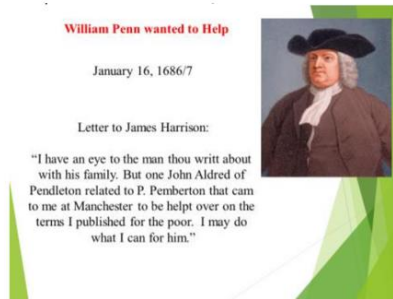 William Penn wanted to Help
January 16, 1686/7
Letter to James Harrison:
“I have an eye to the man thou writt about
with his family. But one John Aldred of
Pendleton related to P. Pemberton that cam
to me at Manchester to be helpt over on the
terms I published for the poor. I may do
what I can for him.”